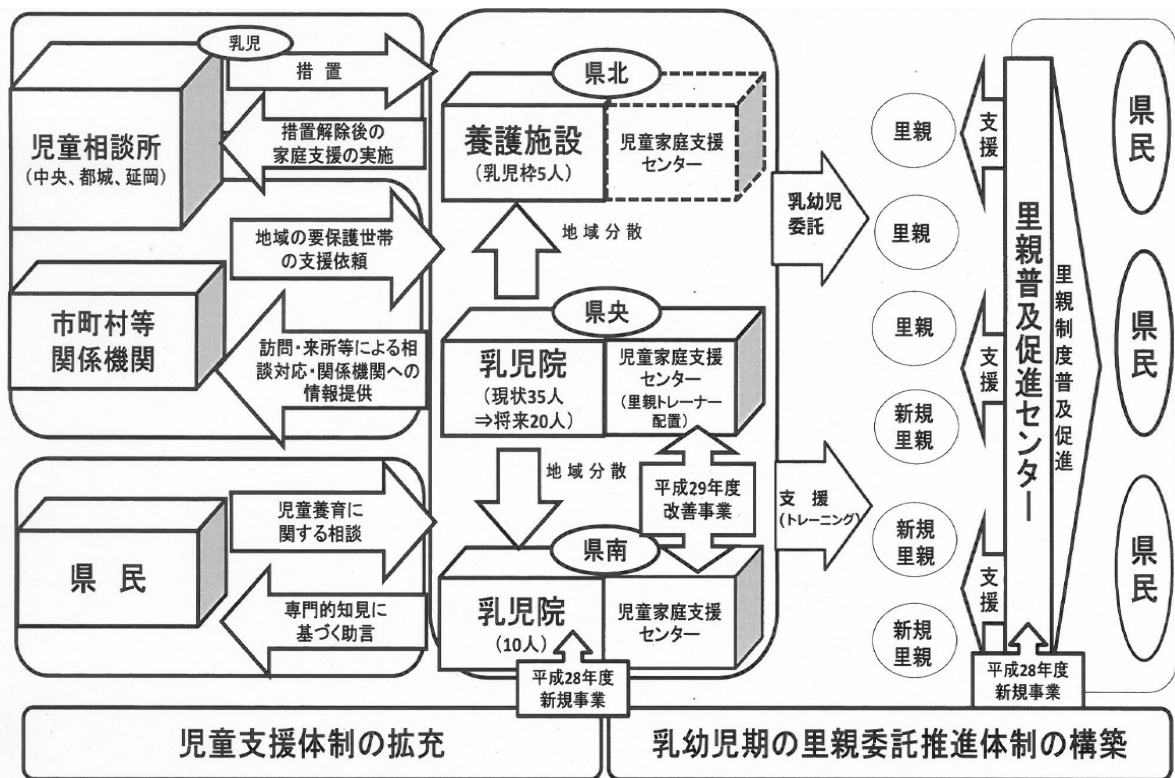 乳児
措置
児童相談所
(中央、都城、延岡)
措置解除後の
家庭支援の実施
地域の要保護世帯
の支援依頼
市町村等
関係機関
訪問・来所等による相
談対応・関係機関への
情報提供
児童養育に
関する相談
県民
専門的知見に
基づく助言
県北
養護施設
(乳児枠5人)
児童家庭支援
センター
地域分散
県央
乳児院
(現状35人
⇒将来20人)
児童家庭支援
センター
(里親トレーナー
配置)
地域分散
平成29年度
改善事業
県南
乳児院
(10人)
児童家庭支援
センター
平成28年度
新規事業
乳幼児
委託
支援
(トレーニング)
里親
里親
里親
新規
里親
新規
里親
新規
里親
支援
支援
支援
里親普及促進センター
里親制度普及促進
県民
県民
県民
平成28年度
新規事業
児童支援体制の拡充
乳幼児期の里親委託推進体制の構築